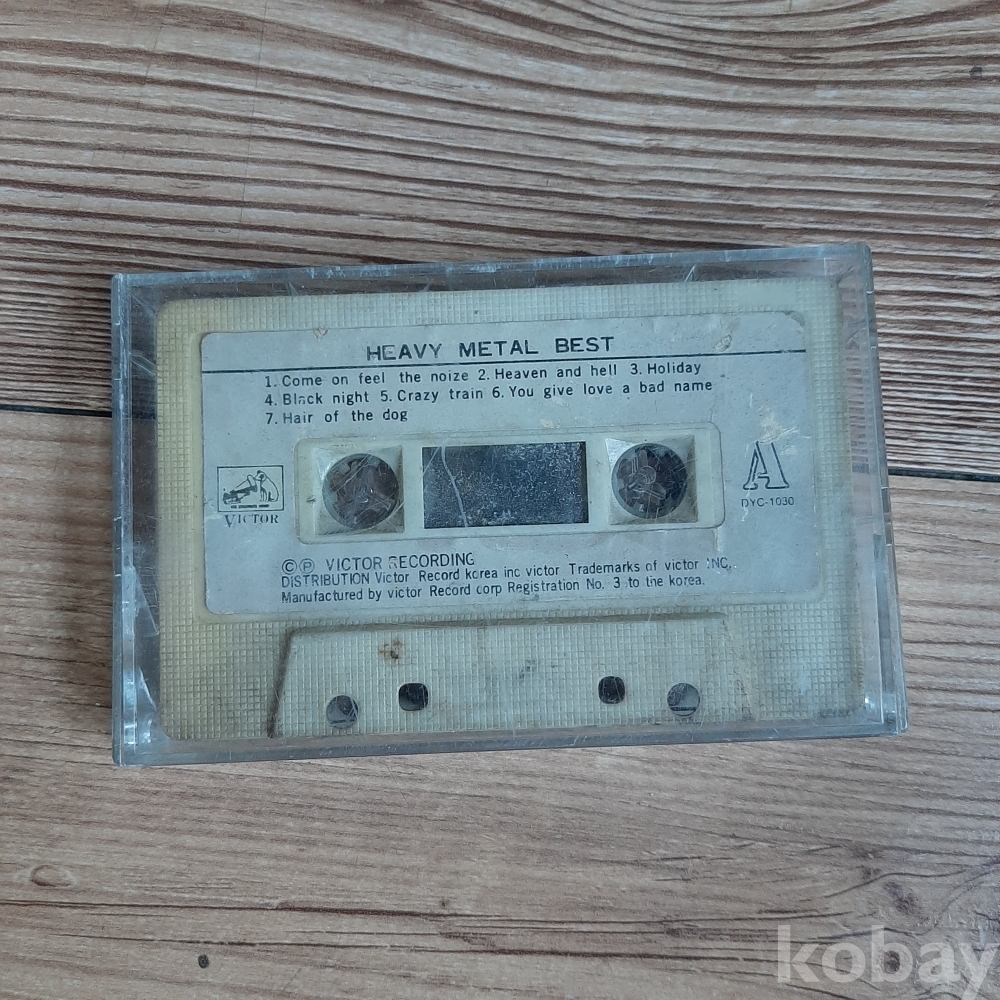 HEAVY METAL BEST
1. Come on feel the noize 2. Heaven and hell 3. Holiday
4. Black night 5. Crazy train 6. You give love a bad name
7. Hair of the dog
A
VICTOR
DYC-1030
©℗ VICTOR RECORDING
DISTRIBUTION Victor Record korea inc victor Trademarks of victor INC.
Manufactured by victor Record corp Registration No. 3 to the korea.
kobay